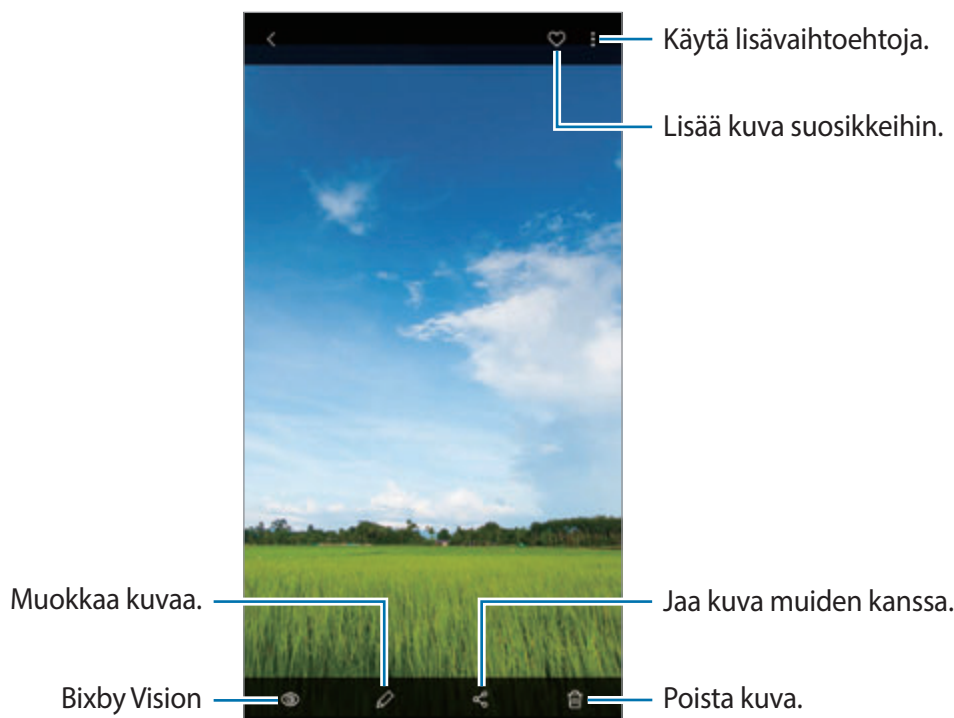 Käytä lisävaihtoehtoja.
Lisää kuva suosikkeihin.
Muokkaa kuvaa.
Jaa kuva muiden kanssa.
Bixby Vision
Poista kuva.